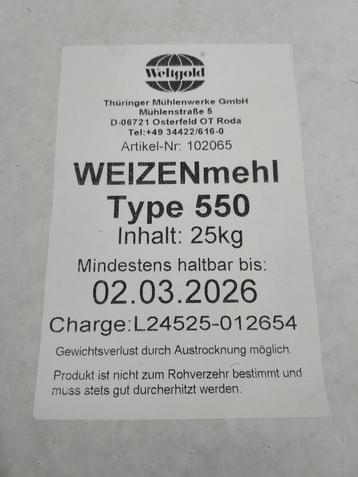 Weltgold
Thüringer Mühlenwerke GmbH
Mühlenstraße 5
D-06721 Osterfeld OT Roda
Tel:+49 34422/616-0
Artikel-Nr: 102065
WEIZENmehl
Type 550
Inhalt: 25kg
Mindestens haltbar bis:
02.03.2026
Charge:L24525-012654
Gewichtsverlust durch Austrocknung möglich.
Produkt ist nicht zum Rohverzehr bestimmt und
muss stets gut durcherhitzt werden.